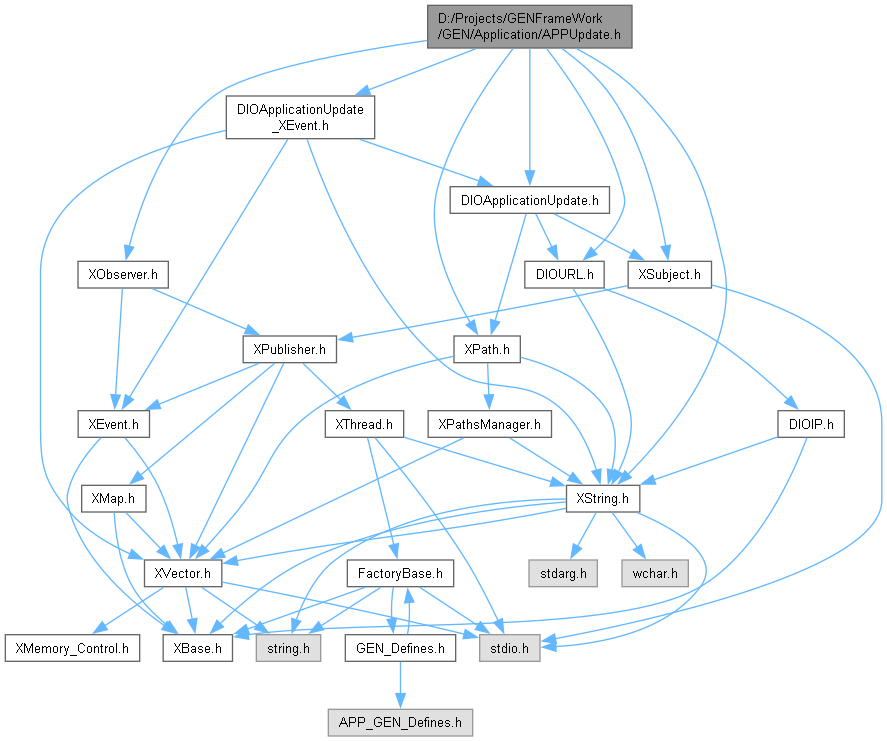 D:/Projects/GENFrameWork
/GEN/Application/APPUpdate.h
DIOApplicationUpdate
_XEvent.h
DIOApplicationUpdate.h
XObserver.h
DIOURL.h
XSubject.h
XPublisher.h
XPath.h
XEvent.h
XThread.h
XPathsManager.h
DIOIP.h
XMap.h
XString.h
XVector.h
FactoryBase.h
stdarg.h
wchar.h
XMemory_Control.h
XBase.h
string.h
GEN_Defines.h
stdio.h
APP_GEN_Defines.h